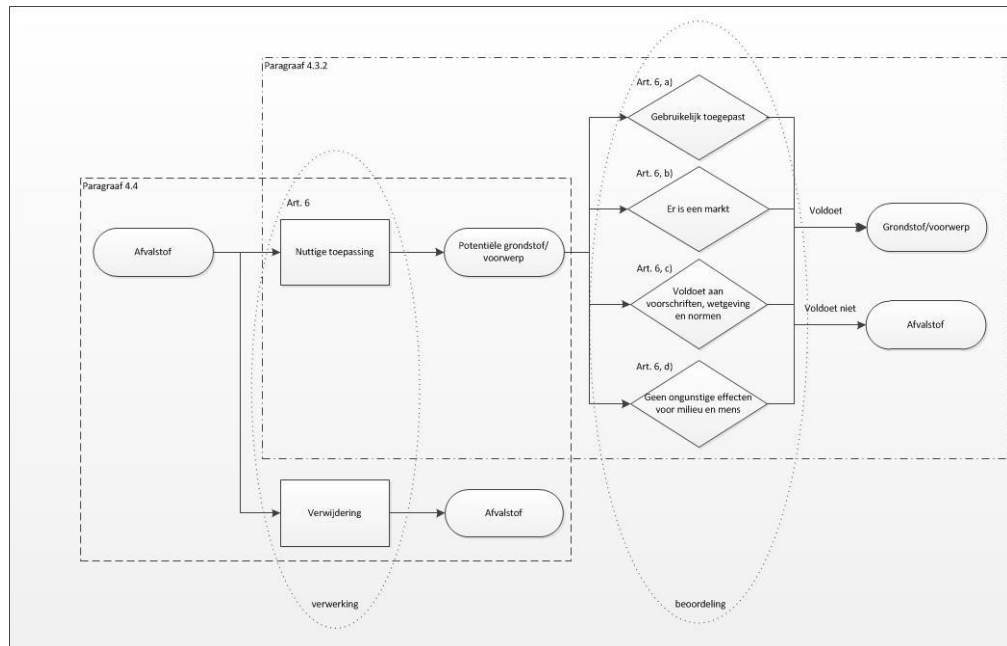 Paragraaf 4.3.2
Art. 6, a)
Gebruikelijk toegepast
Art. 6, b)
Er is een markt
Paragraaf 4.4
Art. 6
Afvalstof
Nuttige toepassing
Potentiële grondstof/
voorwerp
Voldoet
Grondstof/voorwerp
Art. 6, c)
Voldoet aan
voorschriften, wetgeving
en normen
Voldoet niet
Afvalstof
Art. 6, d)
Geen ongunstige effecten
voor milieu en mens
Verwijdering
Afvalstof
verwerking
beoordeling